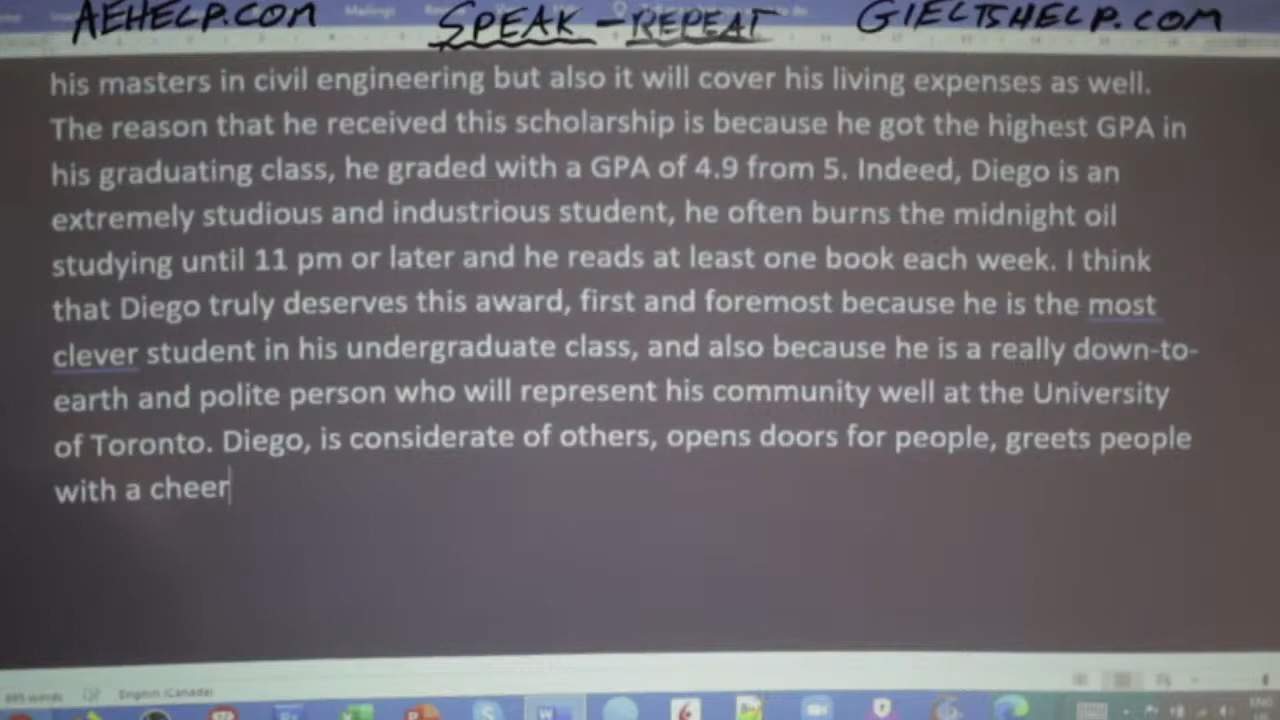 AEHELP.COM SPEAK - REPEAT GIELTSHELP.COM
Mailings
his masters in civil engineering but also it will cover his living expenses as well.
The reason that he received this scholarship is because he got the highest GPA in
his graduating class, he graded with a GPA of 4.9 from 5. Indeed, Diego is an
extremely studious and industrious student, he often burns the midnight oil
studying until 11 pm or later and he reads at least one book each week. I think
that Diego truly deserves this award, first and foremost because he is the most
clever student in his undergraduate class, and also because he is a really down-to-
earth and polite person who will represent his community well at the University
of Toronto. Diego, is considerate of others, opens doors for people, greets people
with a cheer
485 words English (Canada)